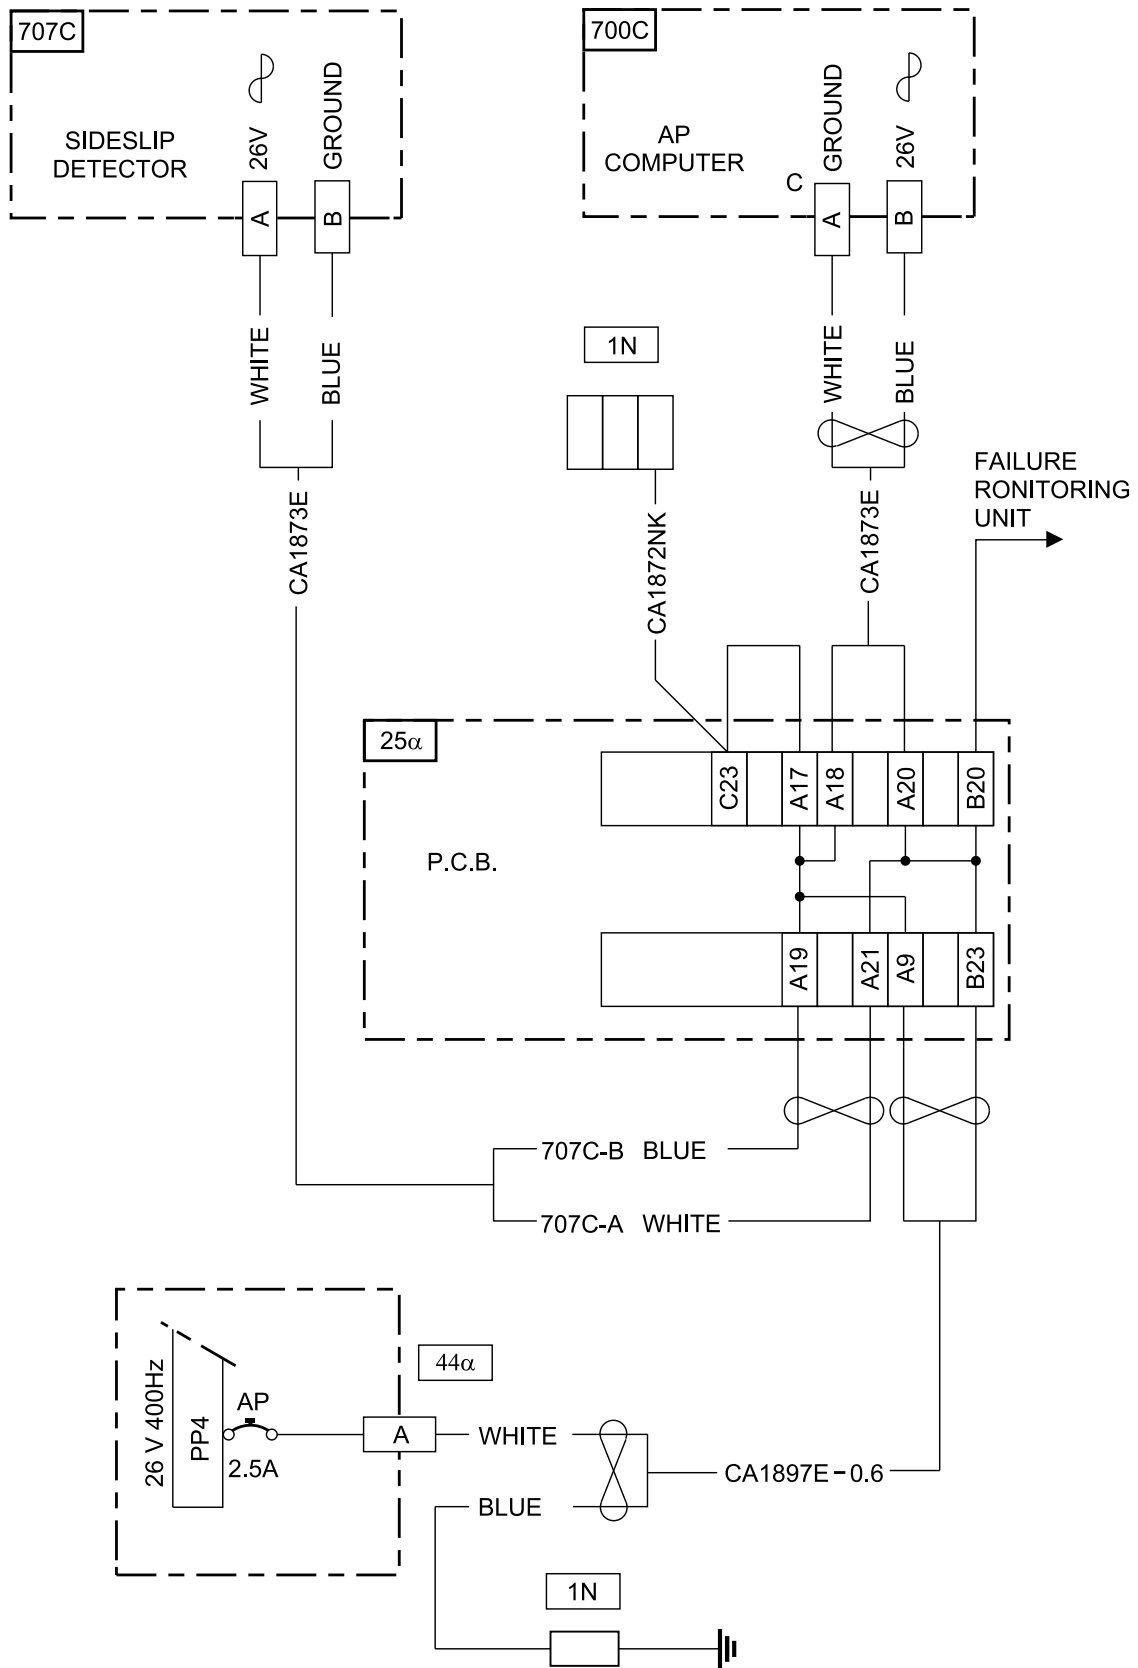 707C
700C
SIDESLIP
DETECTOR
26V
GROUND
A
B
AP
COMPUTER
GROUND
26V
C
A
B
WHITE
BLUE
1N
WHITE
BLUE
FAILURE
RONITORING
UNIT
CA1873E
CA1872NK
CA1873E
25α
C23
A17
A18
A20
B20
P.C.B.
A19
A21
A9
B23
707C-B BLUE
707C-A WHITE
44α
26 V 400Hz
PP4
AP
2.5A
A
WHITE
BLUE
CA1897E-0.6
1N